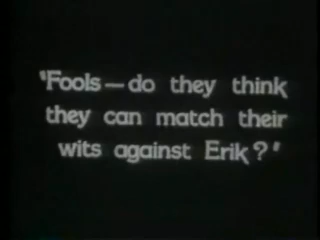 "Fools—do they think
they can match their
wits against Erik?"